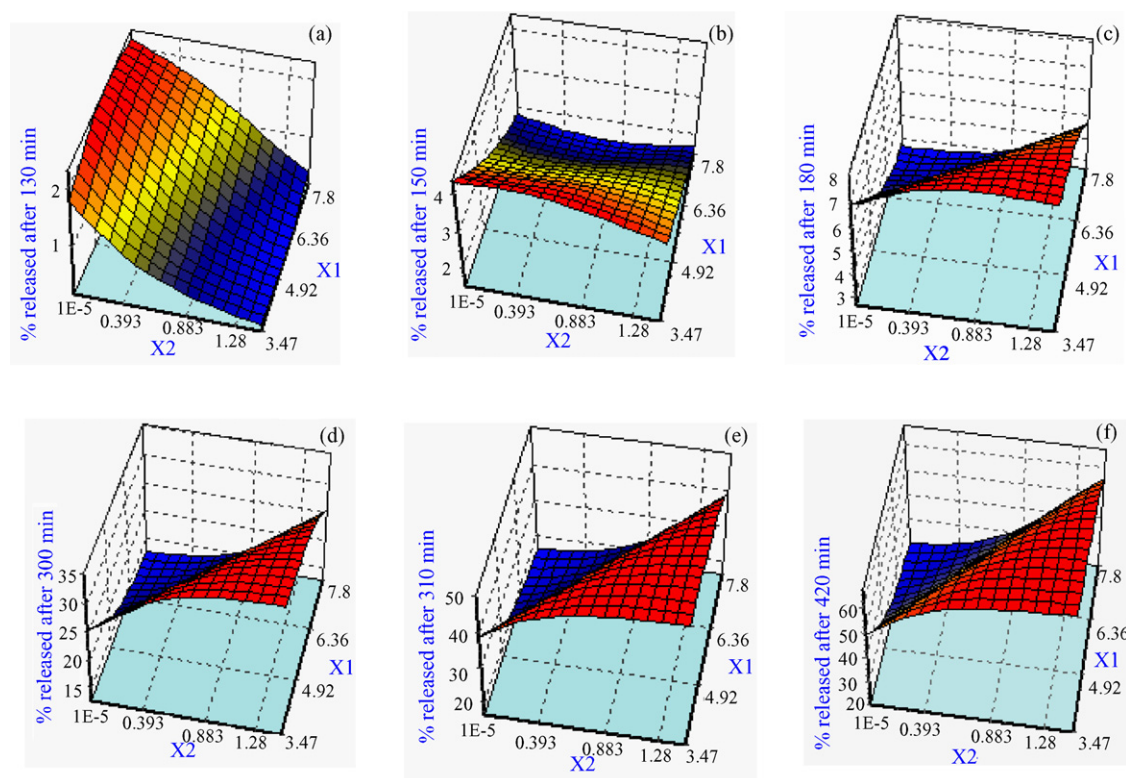 (a)
% released after 130 min
2
1
1E-5
0.393
0.883
1.28
3.47
X2
7.8
6.36
X1
4.92
(b)
% released after 150 min
4
3
2
1E-5
0.393
0.883
1.28
3.47
X2
7.8
6.36
X1
4.92
(c)
% released after 180 min
8
7
6
5
4
3
1E-5
0.393
0.883
1.28
3.47
X2
7.8
6.36
X1
4.92
(d)
% released after 300 min
35
30
25
20
15
1E-5
0.393
0.883
1.28
3.47
X2
7.8
6.36
X1
4.92
(e)
% released after 310 min
50
40
30
20
1E-5
0.393
0.883
1.28
3.47
X2
7.8
6.36
X1
4.92
(f)
% released after 420 min
60
50
40
30
20
1E-5
0.393
0.883
1.28
3.47
X2
7.8
6.36
X1
4.92